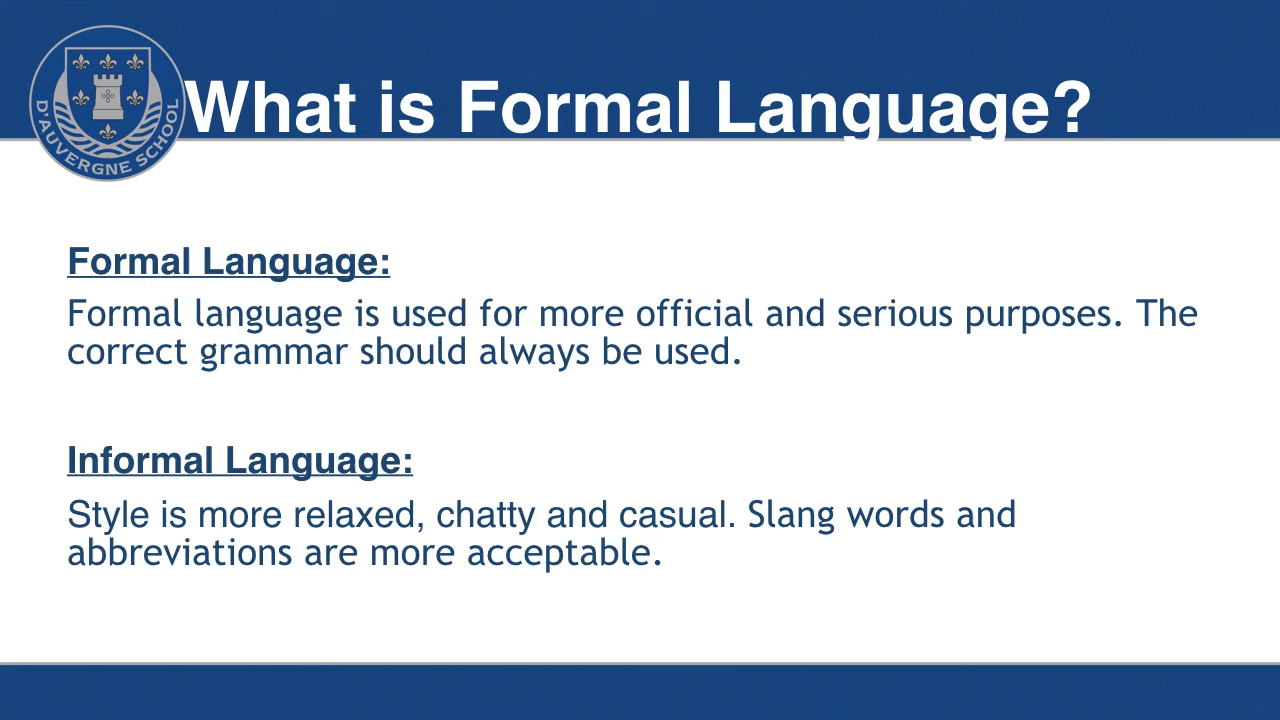 What is Formal Language?
D'AUVERGNE SCHOOL
Formal Language:
Formal language is used for more official and serious purposes. The
correct grammar should always be used.
Informal Language:
Style is more relaxed, chatty and casual. Slang words and
abbreviations are more acceptable.